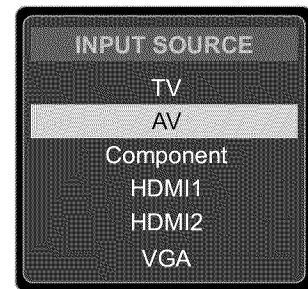 INPUT SOURCE
TV
AV
Component
HDMI1
HDMI2
VGA